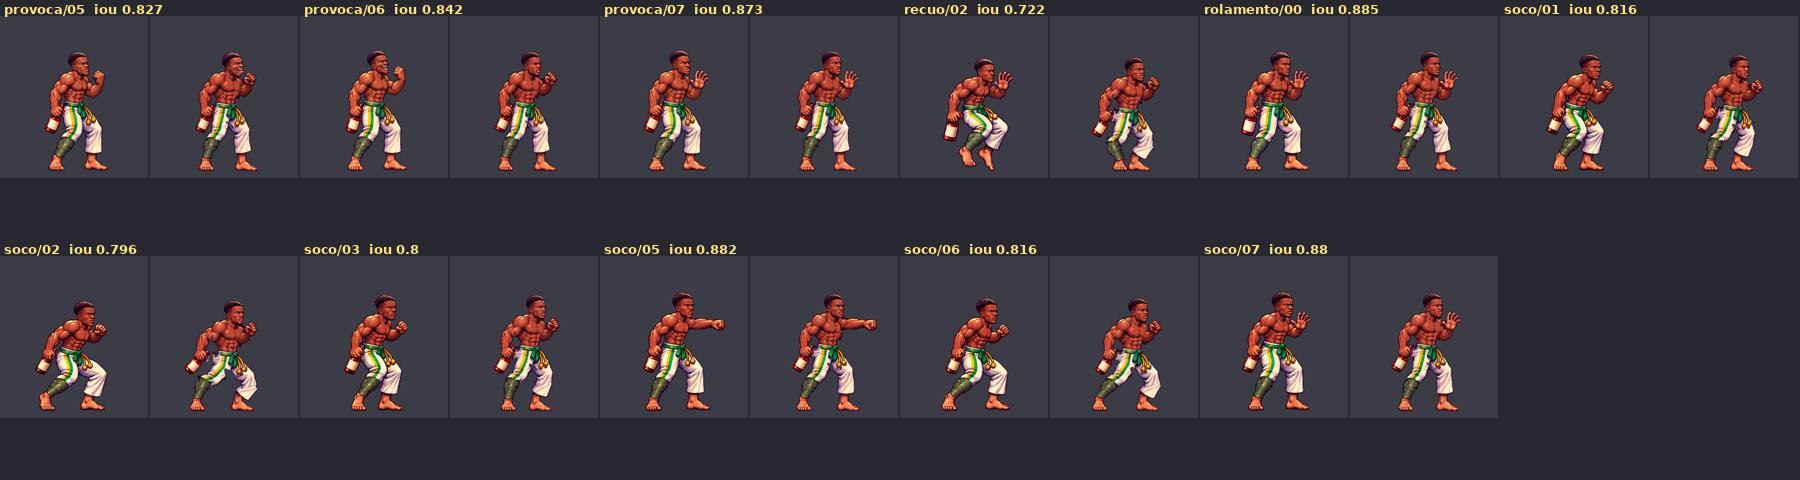 provoca/05 iou 0.827
provoca/06 iou 0.842
provoca/07 iou 0.873
recuo/02 iou 0.722
rolamento/00 iou 0.885
soco/01 iou 0.816
soco/02 iou 0.796
soco/03 iou 0.8
soco/05 iou 0.882
soco/06 iou 0.816
soco/07 iou 0.88